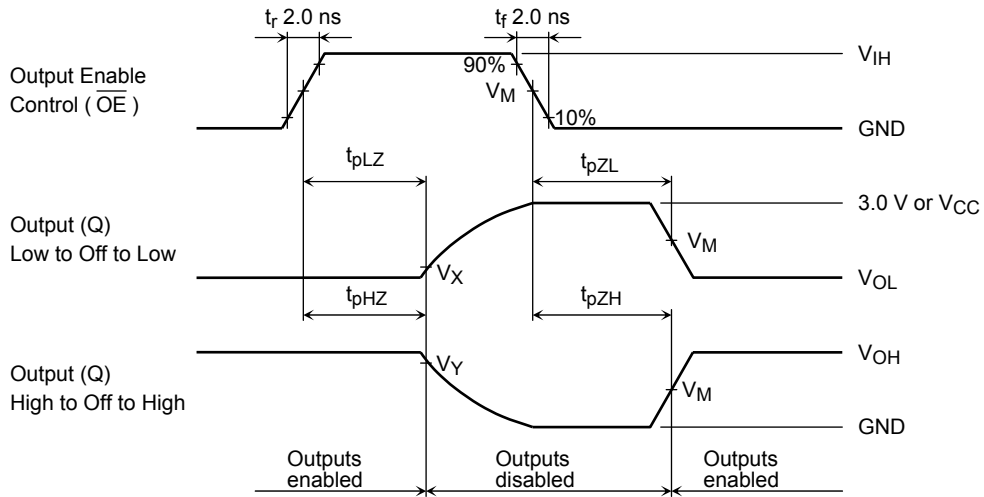 tr 2.0 ns
tf 2.0 ns
Output Enable
Control ( OE )
90%
VM
10%
VIH
GND
tpLZ
tpZL
Output (Q)
Low to Off to Low
VX
VM
3.0 V or VCC
VOL
tpHZ
tpZH
Output (Q)
High to Off to High
VY
VM
VOH
GND
Outputs
enabled
Outputs
disabled
Outputs
enabled